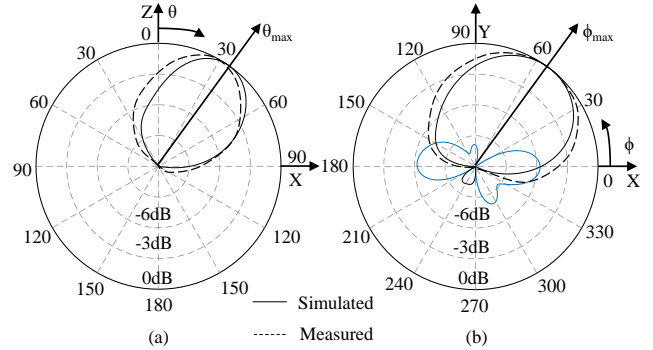 (a)
Z θ
0
θmax
30 30
60 60
90 90
X
120 120
150 150
180
-6dB
-3dB
0dB
(b)
90 Y
ϕmax
120 60
150 30
ϕ
180 0
X
210 330
240 300
270
-6dB
-3dB
0dB
Simulated
Measured
(a) (b)